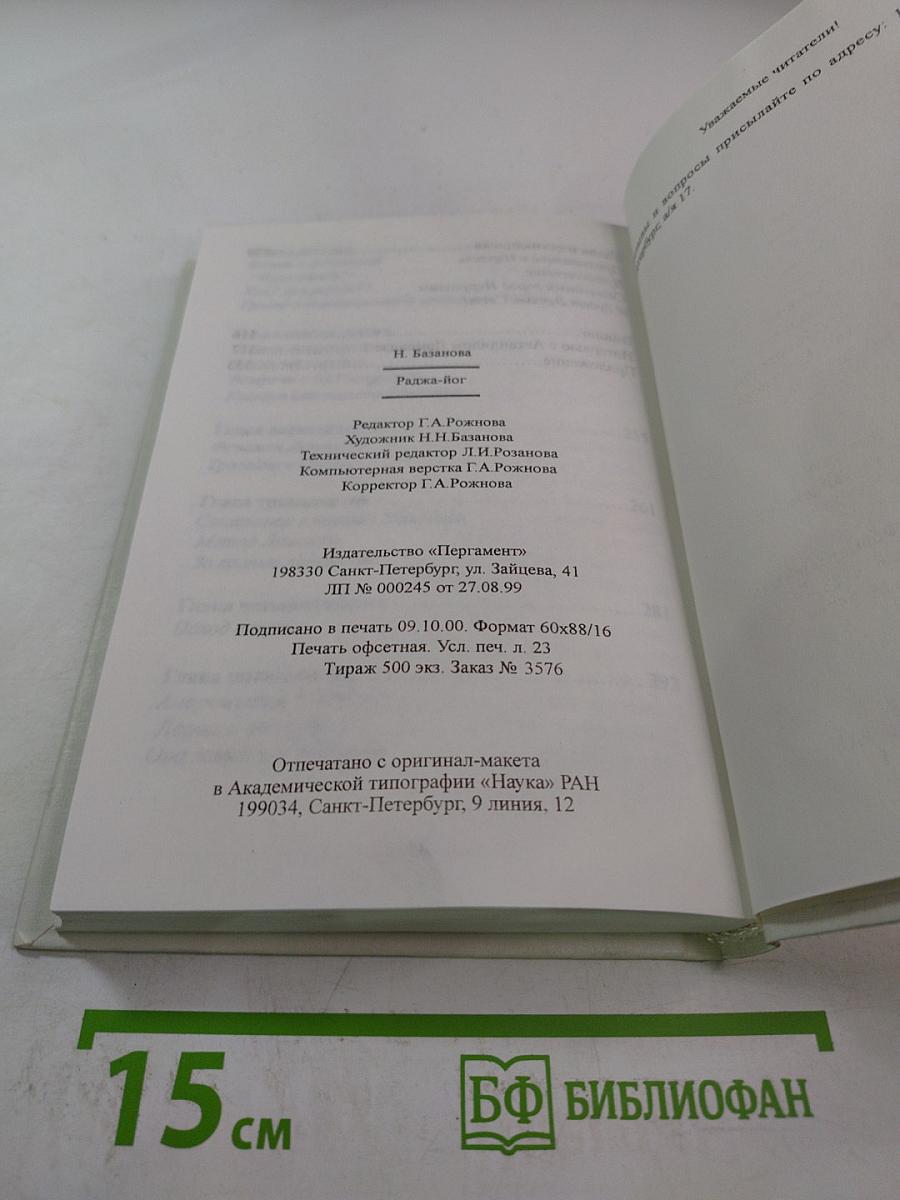 Н. Базанова
Раджа-йог
Редактор Г.А.Рожнова
Художник Н.Н.Базанова
Технический редактор Л.И.Розанова
Компьютерная верстка Г.А.Рожнова
Корректор Г.А.Рожнова
Издательство «Пергамент»
198330 Санкт-Петербург, ул. Зайцева, 41
ЛП № 000245 от 27.08.99
Подписано в печать 09.10.00. Формат 60х88/16
Печать офсетная. Усл. печ. л. 23
Тираж 500 экз. Заказ № 3576
Отпечатано с оригинал-макета
в Академической типографии «Наука» РАН
199034, Санкт-Петербург, 9 линия, 12
Уважаемые читатели!
и вопросы присылайте по адресу:
а/я 17.
15 см
БФ БИБЛИОФАН